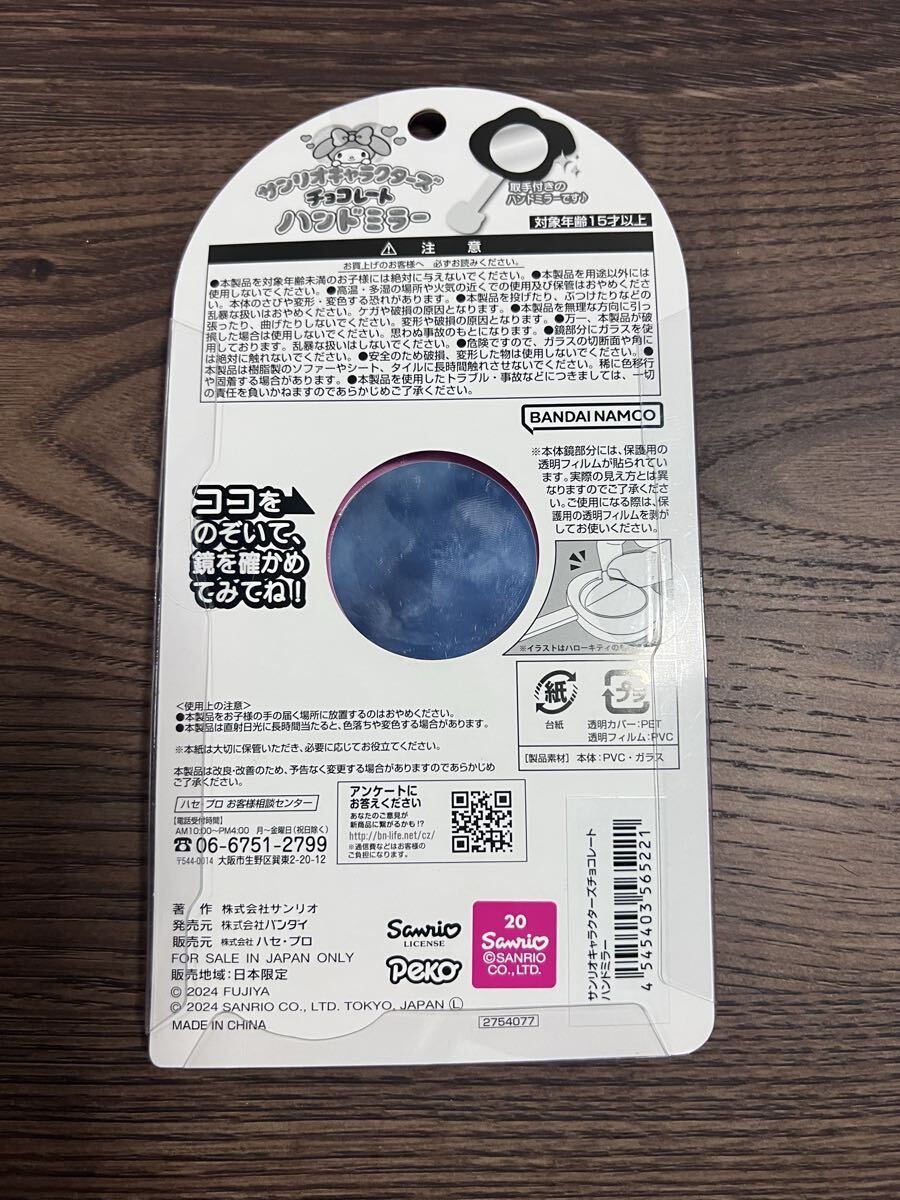 サンリオキャラクターズ
チョコレート
ハンドミラー
取手付きの
ハンドミラーです♪
対象年齢15才以上
⚠ 注 意
お買上げのお客様へ 必ずお読みください。
●本製品を対象年齢未満のお子様には絶対に与えないでください。●本製品を用途以外には
使用しないでください。●高温・多湿の場所や火気の近くでの使用及び保管はおやめくださ
い。本体のさびや変形・変色する恐れがあります。●本製品を投げたり、ぶつけたりなどの
乱暴な扱いはおやめください。ケガや破損の原因となります。●本製品を無理な方向に引っ
張ったり、曲げたりしないでください。変形や破損の原因となります。●万一、本製品が破
損した場合は使用しないでください。思わぬ事故のもとになります。●鏡部分にガラスを使
用しております。乱暴な扱いはしないでください。●危険ですので、ガラスの切断面や角に
は絶対に触れないでください。●安全のため破損、変形した物は使用しないでください。●
本製品は樹脂製のソファーやシート、タイルに長時間触れさせないでください。稀に色移行
や固着する場合があります。●本製品を使用したトラブル・事故などにつきましては、一切
の責任を負いかねますのであらかじめご了承ください。
BANDAI NAMCO
※本体鏡部分には、保護用の
透明フィルムが貼られてい
ます。実際の見え方とは異
なりますのでご了承くださ
い。ご使用になる際は、保
護用の透明フィルムを剥が
してお使いください。
ココを
のぞいて、
鏡を確かめ
てみてね!
※イラストはハローキティのも
紙
台紙
プラ
透明カバー:PET
透明フィルム:PVC
【製品素材】 本体:PVC・ガラス
<使用上の注意>
●本製品をお子様の手の届く場所に放置するのはおやめください。
●本製品は直射日光に長時間当たると、色落ちや変色する場合があります。
※本紙は大切に保管いただき、必要に応じてお役立てください。
本製品は改良・改善のため、予告なく変更する場合がありますのであらかじめ
ご了承ください。
ハセ・プロ お客様相談センター
【電話受付時間】
AM10:00〜PM4:00 月〜金曜日(祝日除く)
☎06-6751-2799
〒544-0014 大阪市生野区巽東2-20-12
アンケートに
お答えください
あなたのご意見が
新商品に繋がるかも!?
http://bn-life.net/cz/
※通信費などはお客様の
ご負担になります。
著 作 株式会社サンリオ
発売元 株式会社バンダイ
販売元 株式会社 ハセ・プロ
FOR SALE IN JAPAN ONLY
販売地域:日本限定
© 2024 FUJIYA
© 2024 SANRIO CO., LTD. TOKYO, JAPAN Ⓛ
MADE IN CHINA
Sanrio
LICENSE
PeKo
20
Sanrio
©SANRIO
CO., LTD.
2754077
サンリオキャラクターズチョコレート
ハンドミラー
4 545403 565221